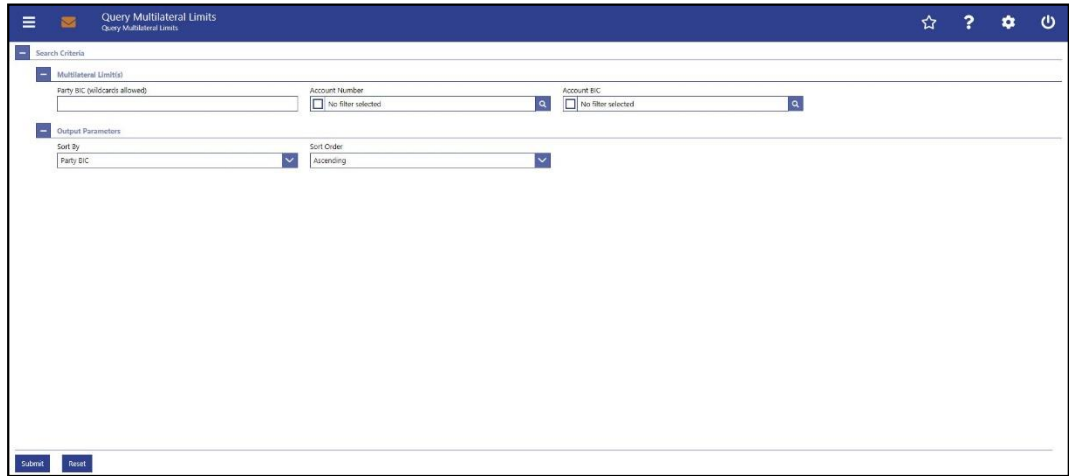 Query Multilateral Limits
Query Multilateral Limits
Search Criteria
Multilateral Limit(s)
Party BIC (wildcards allowed) Account Number Account BIC
No filter selected No filter selected
Output Parameters
Sort By Sort Order
Party BIC Ascending
Submit Reset